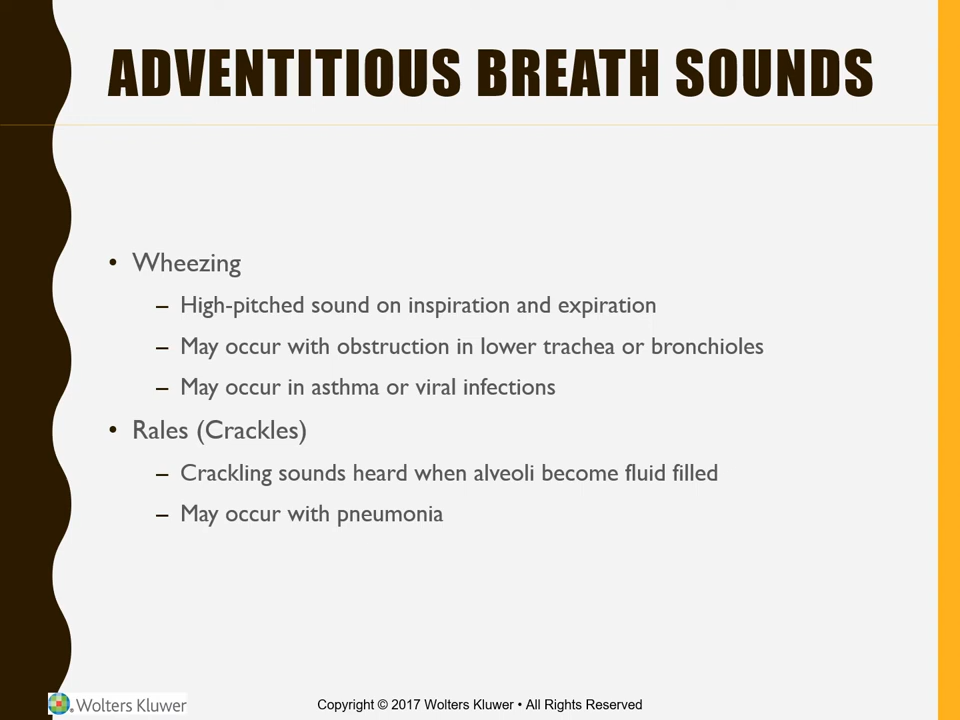 ADVENTITIOUS BREATH SOUNDS
• Wheezing
– High-pitched sound on inspiration and expiration
– May occur with obstruction in lower trachea or bronchioles
– May occur in asthma or viral infections
• Rales (Crackles)
– Crackling sounds heard when alveoli become fluid filled
– May occur with pneumonia
Wolters Kluwer
Copyright © 2017 Wolters Kluwer • All Rights Reserved